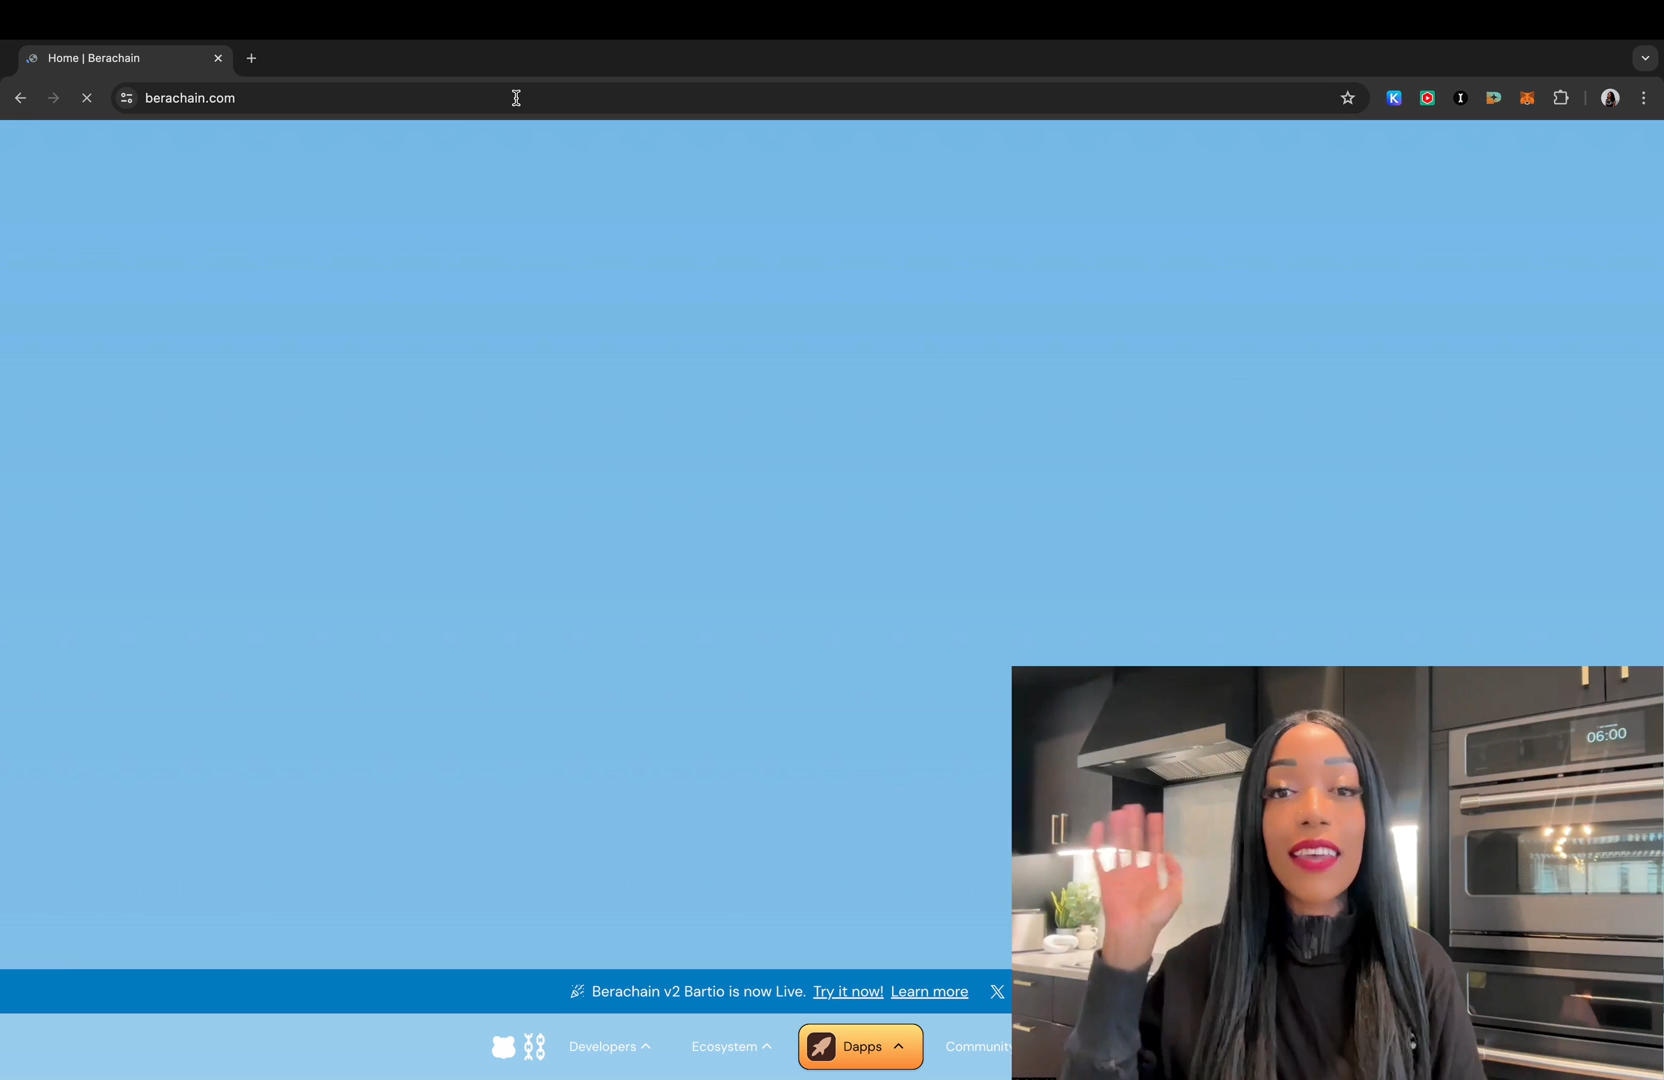 Home | Berachain
berachain.com
06:00
Berachain v2 Bartio is now Live. Try it now! Learn more
Developers Ecosystem Dapps Community